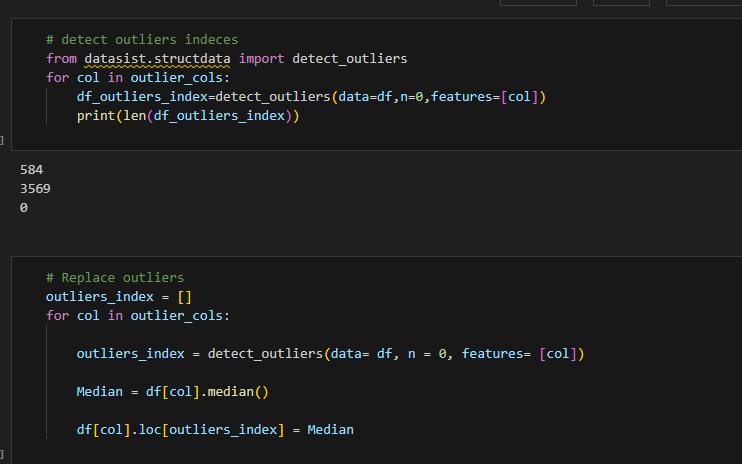 # detect outliers indeces
from datasist.structdata import detect_outliers
for col in outlier_cols:
    df_outliers_index=detect_outliers(data=df,n=0,features=[col])
    print(len(df_outliers_index))
]
584
3569
0
# Replace outliers
outliers_index = []
for col in outlier_cols:
    outliers_index = detect_outliers(data= df, n = 0, features= [col])
    Median = df[col].median()
    df[col].loc[outliers_index] = Median
]